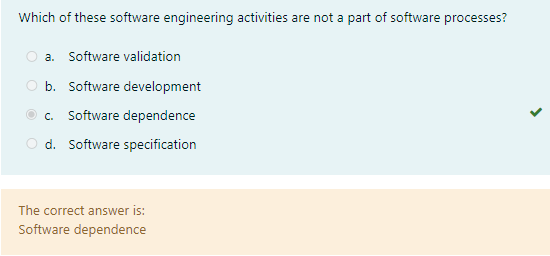 Which of these software engineering activities are not a part of software processes?
a. Software validation
b. Software development
c. Software dependence
d. Software specification
The correct answer is:
Software dependence